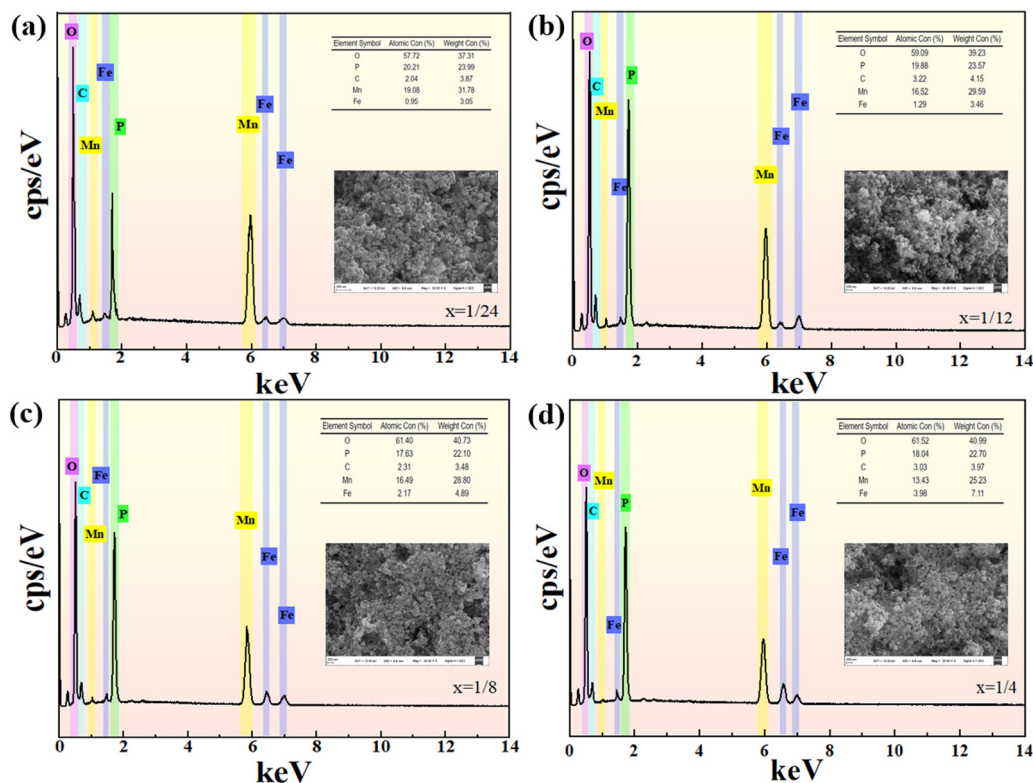 (a)
O
C
Mn
Fe
P
Mn
Fe
Fe
Element Symbol Atomic Con (%) Weight Con (%)
O 57.72 37.31
P 20.21 23.99
C 2.04 3.87
Mn 19.08 31.78
Fe 0.95 3.05
x=1/24
cps/eV
0 2 4 6 8 10 12 14
keV
(b)
O
C
Mn
Fe
P
Mn
Fe
Fe
Element Symbol Atomic Con (%) Weight Con (%)
O 59.09 39.23
P 19.88 23.57
C 3.22 4.15
Mn 16.52 29.59
Fe 1.29 3.46
x=1/12
cps/eV
0 2 4 6 8 10 12 14
keV
(c)
O
C
Fe
Mn
P
Mn
Fe
Fe
Element Symbol Atomic Con (%) Weight Con (%)
O 61.40 40.73
P 17.63 22.10
C 2.31 3.48
Mn 16.49 28.80
Fe 2.17 4.89
x=1/8
cps/eV
0 2 4 6 8 10 12 14
keV
(d)
O
C
Mn
Fe
P
Mn
Fe
Fe
Element Symbol Atomic Con (%) Weight Con (%)
O 61.52 40.99
P 18.04 22.70
C 3.03 3.97
Mn 13.43 25.23
Fe 3.98 7.11
x=1/4
cps/eV
0 2 4 6 8 10 12 14
keV